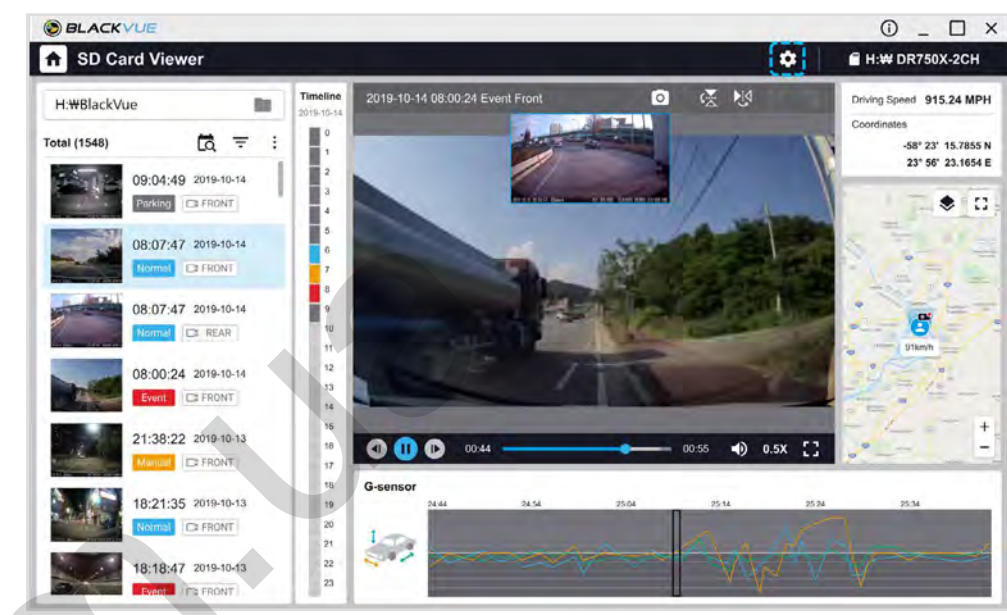 BLACKVUE
SD Card Viewer
H:₩ DR750X-2CH
H:₩BlackVue
Total (1548)
09:04:49 2019-10-14
Parking FRONT
08:07:47 2019-10-14
Normal FRONT
08:07:47 2019-10-14
Normal REAR
08:00:24 2019-10-14
Event FRONT
21:38:22 2019-10-13
Manual FRONT
18:21:35 2019-10-13
Normal FRONT
18:18:47 2019-10-13
Event FRONT
Timeline
2019-10-14
0
1
2
3
4
5
6
7
8
9
10
11
12
13
14
15
16
17
18
19
20
21
22
23
2019-10-14 08:00:24 Event Front
00:44
00:55
0.5X
Driving Speed 915.24 MPH
Coordinates
-58° 23' 15.7855 N
23° 56' 23.1654 E
91km/h
G-sensor
24:44 24:54 25:04 25:14 25:24 25:34